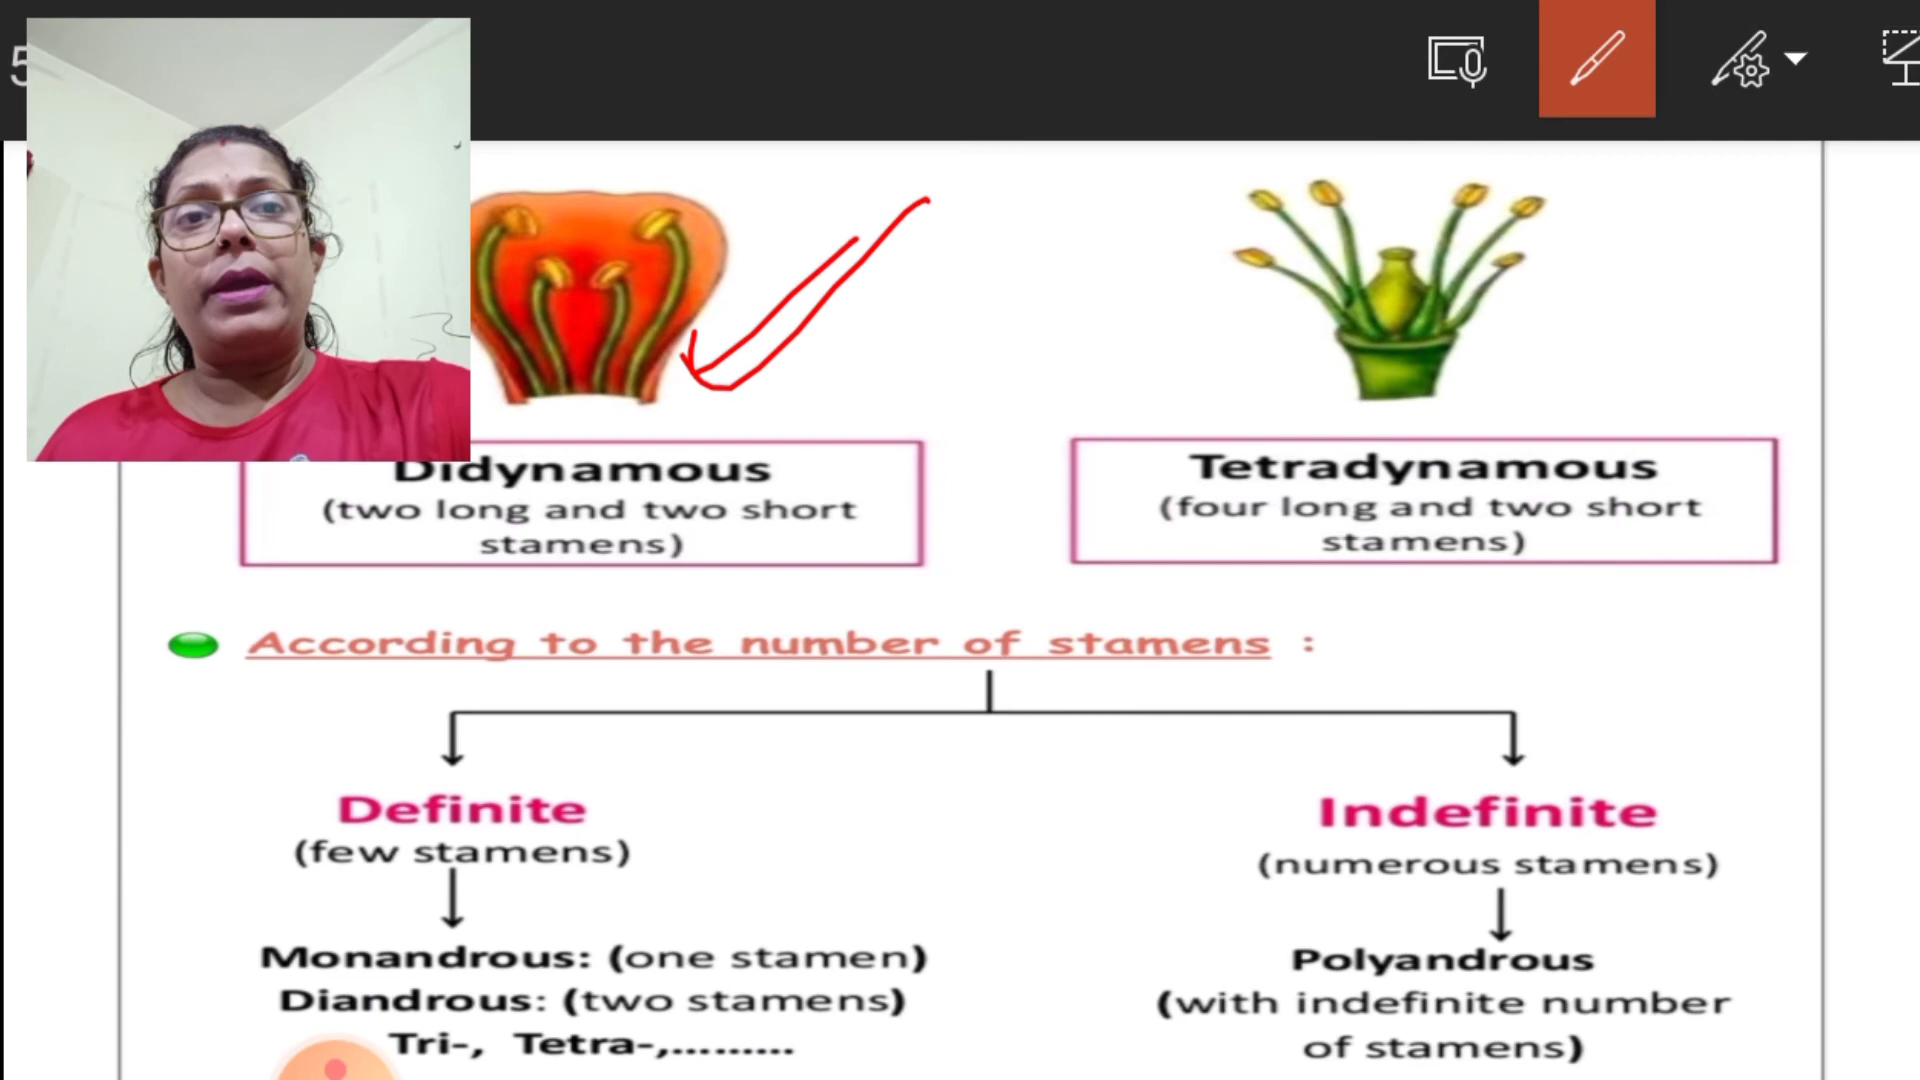 5
Didynamous
(two long and two short
stamens)
Tetradynamous
(four long and two short
stamens)
According to the number of stamens :
Definite
(few stamens)
Indefinite
(numerous stamens)
Monandrous: (one stamen)
Diandrous: (two stamens)
Tri-, Tetra-,.........
Polyandrous
(with indefinite number
of stamens)